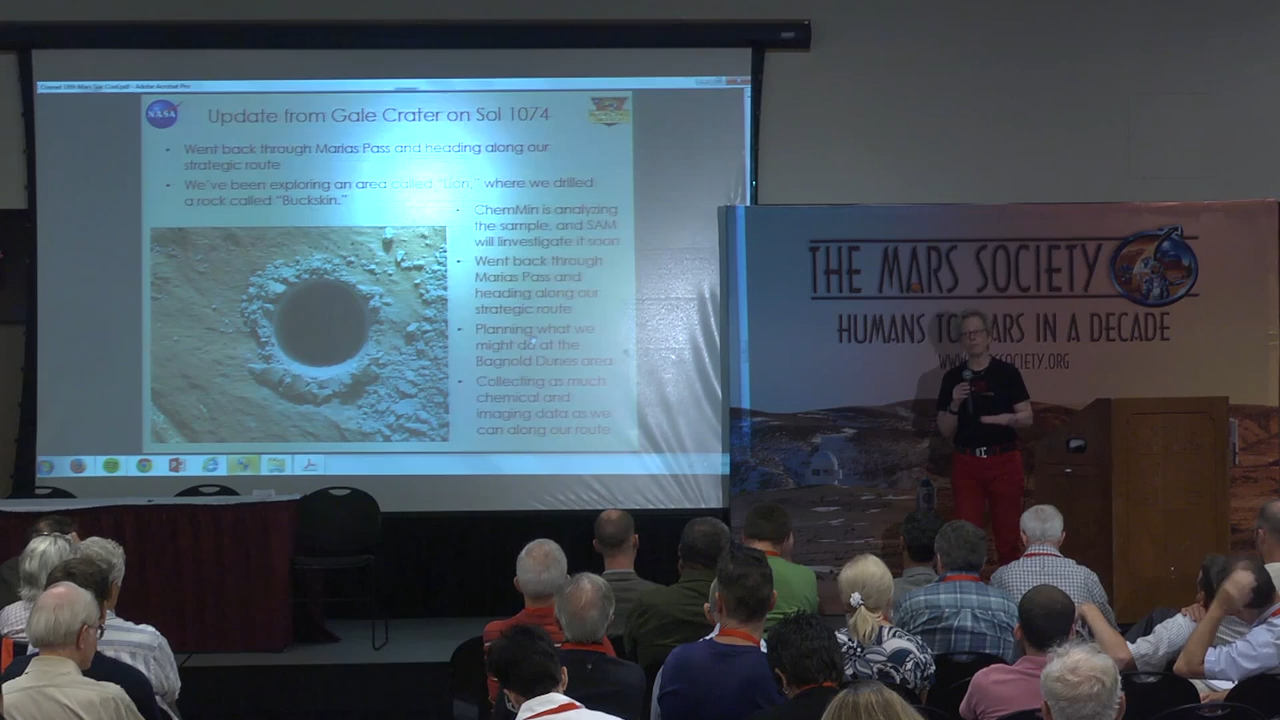 Update from Gale Crater on Sol 1074
NASA
• Went back through Marias Pass and heading along our
strategic route
• We've been exploring an area called "Lion," where we drilled
a rock called "Buckskin."
• ChemMin is analyzing
the sample, and SAM
will Iinvestigate it soon
• Went back through
Marias Pass and
heading along our
strategic route
• Planning what we
might do at the
Bagnold Dunes area
• Collecting as much
chemical and
imaging data as we
can along our route
THE MARS SOCIETY
HUMANS TO MARS IN A DECADE